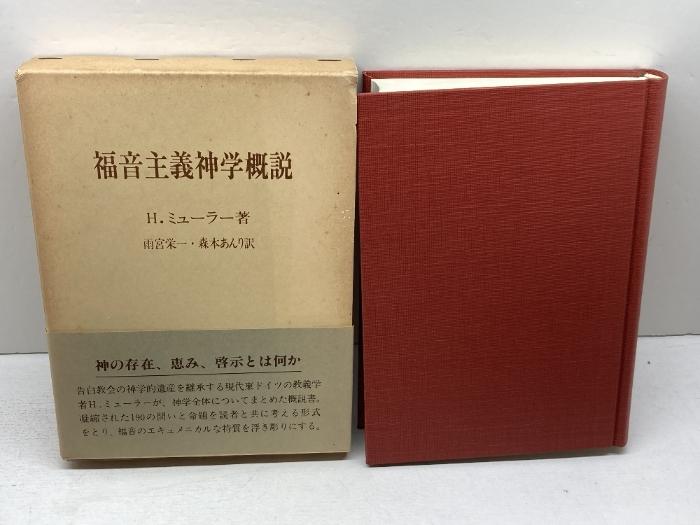 福音主義神学概説
H.ミューラー著
雨宮栄一・森本あんり訳
神の存在、恵み、啓示とは何か
告白教会の神学的遺産を継承する現代東ドイツの教義学
者H.ミューラーが、神学全体についてまとめた概説書。
凝縮された190の問いと命題を読者と共に考える形式
をとり、福音のエキュメニカルな特質を浮き彫りにする。